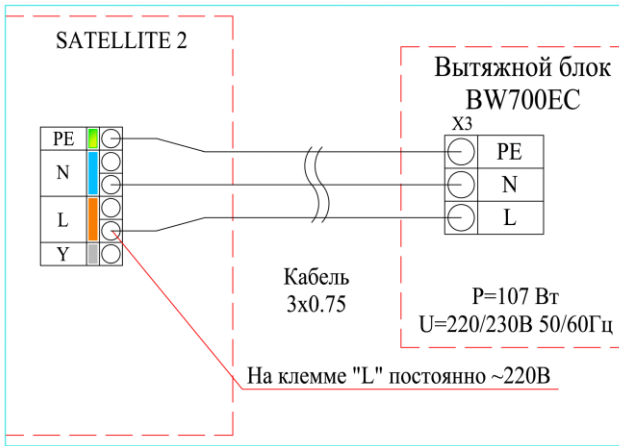 SATELLITE 2
Вытяжной блок
BW700EC
X3
PE
N
L
Y
PE
N
L
Кабель
3х0.75
P=107 Вт
U=220/230В 50/60Гц
На клемме "L" постоянно ~220В